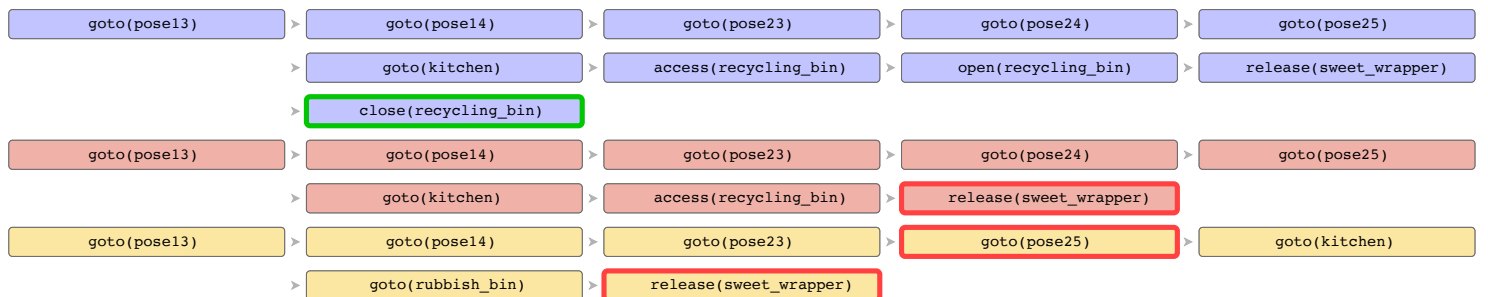 goto(pose13) goto(pose14) goto(pose23) goto(pose24) goto(pose25)
goto(kitchen) access(recycling_bin) open(recycling_bin) release(sweet_wrapper)
close(recycling_bin)
goto(pose13) goto(pose14) goto(pose23) goto(pose24) goto(pose25)
goto(kitchen) access(recycling_bin) release(sweet_wrapper)
goto(pose13) goto(pose14) goto(pose23) goto(pose25) goto(kitchen)
goto(rubbish_bin) release(sweet_wrapper)